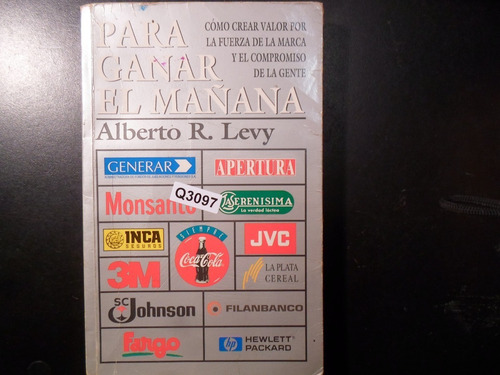 PARA
GANAR
EL MAÑANA
CÓMO CREAR VALOR POR
LA FUERZA DE LA MARCA
Y EL COMPROMISO
DE LA GENTE
Alberto R. Levy
GENERAR
APERTURA
Monsanto
Q3097
LASERENISIMA
La verdad láctea
INCA
SEGUROS
SIEMPRE
Coca-Cola
JVC
3M
LA PLATA
CEREAL
SC
Johnson
FILANBANCO
Fargo
hp
HEWLETT
PACKARD